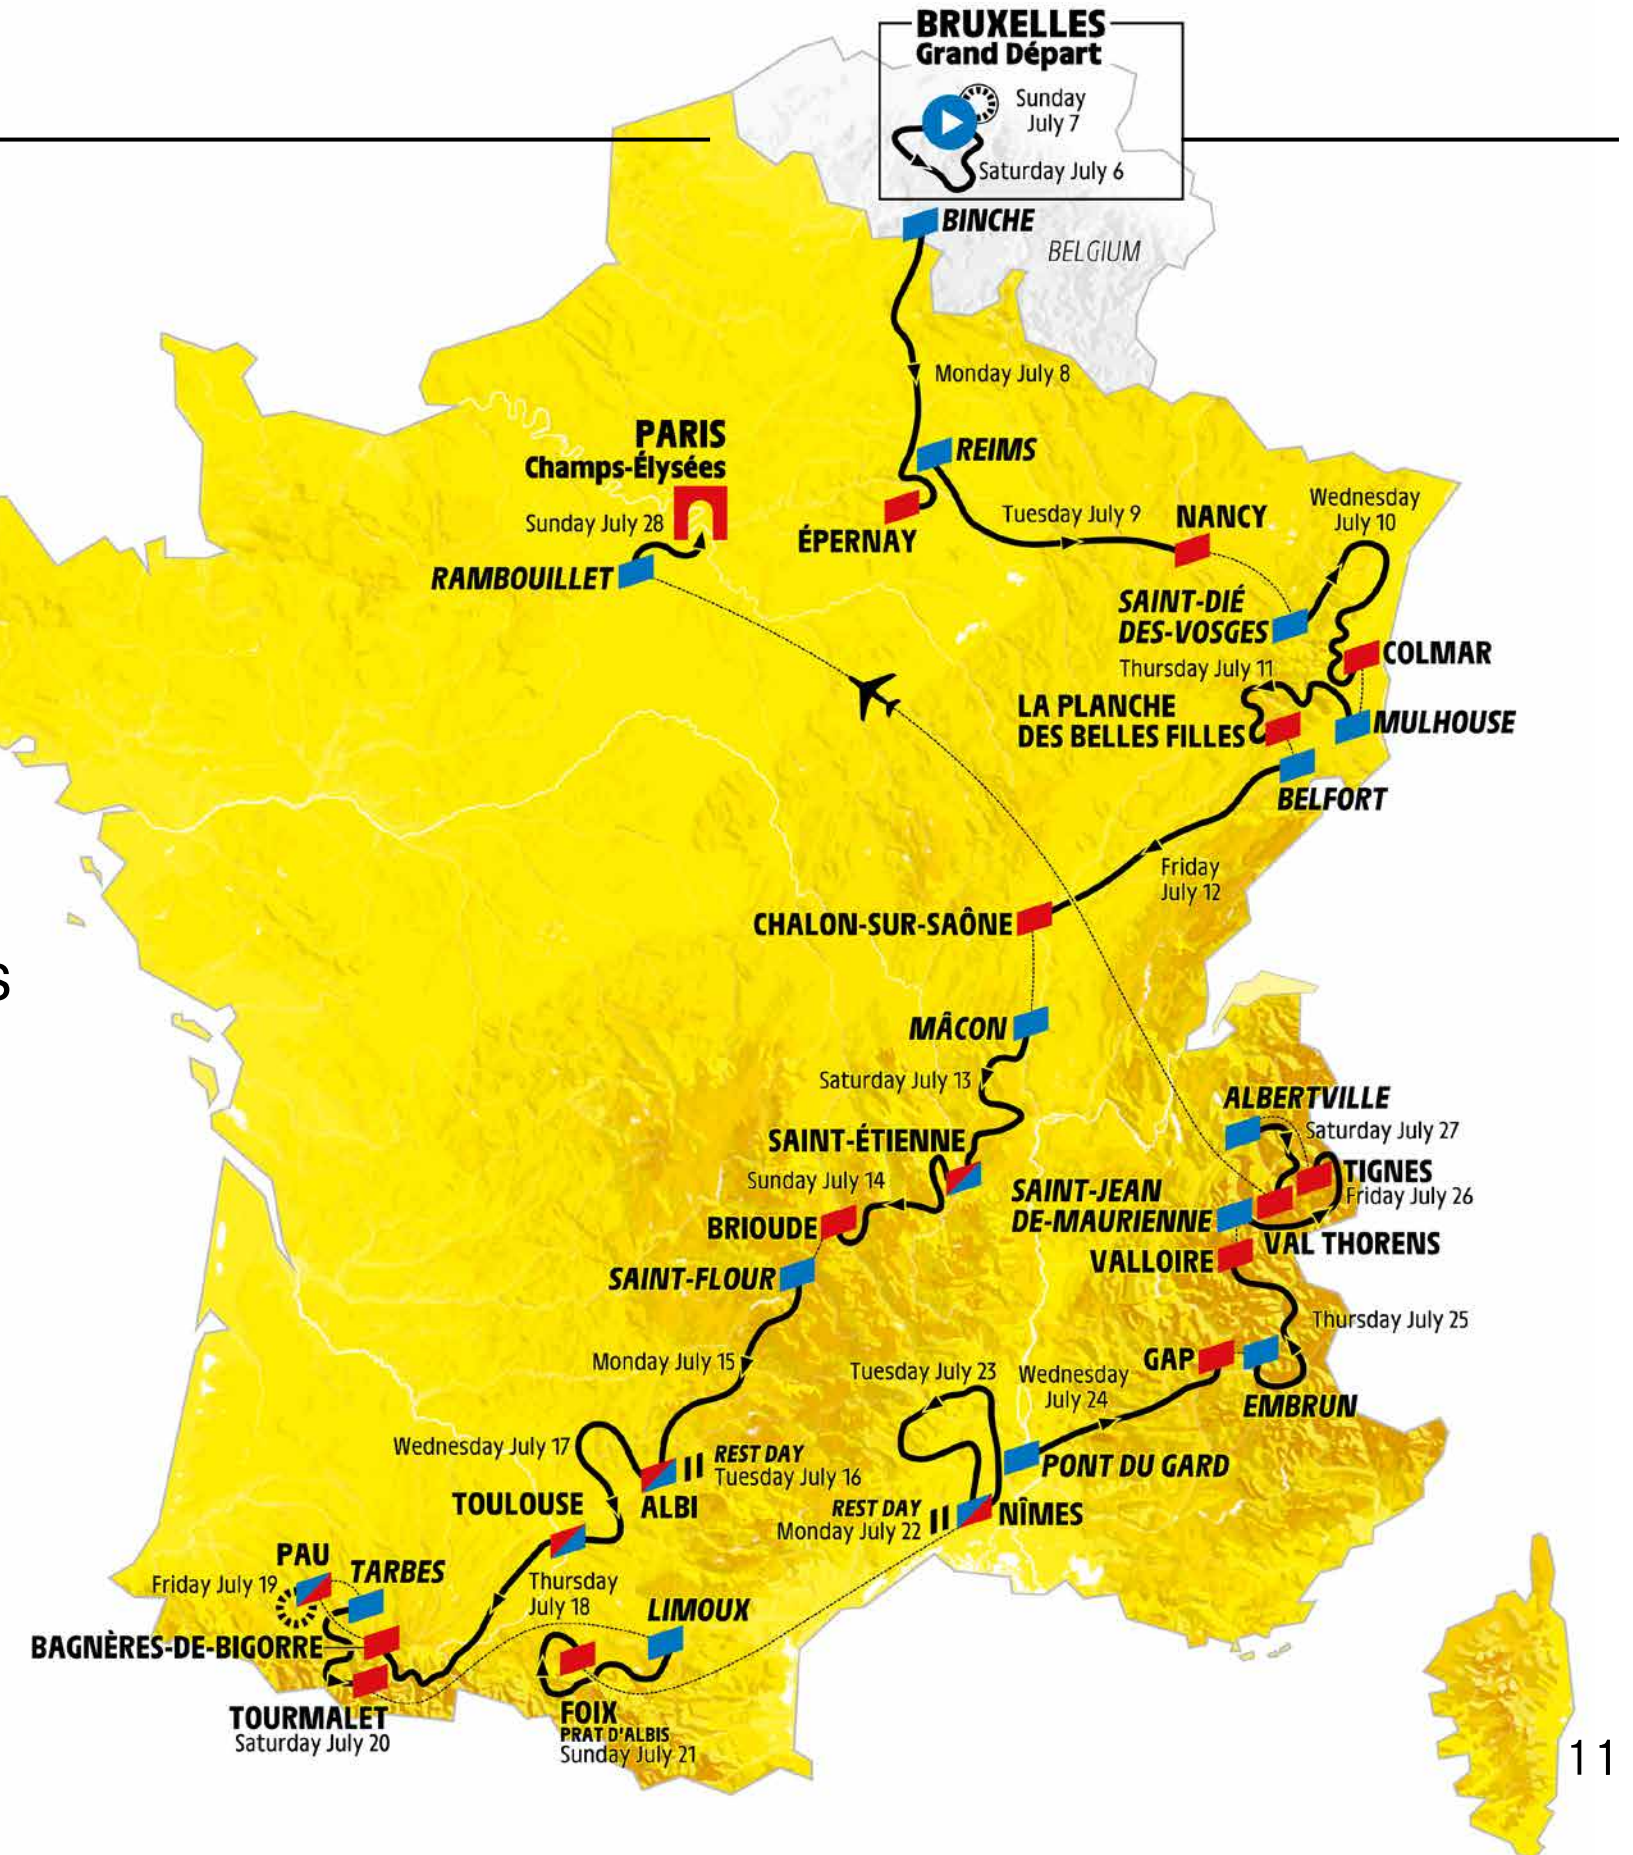 BRUXELLES
Grand Départ
Sunday
July 7
Saturday July 6
BINCHE
BELGIUM
Monday July 8
PARIS
Champs-Élysées
Sunday July 28
RAMBOUILLET
REIMS
ÉPERNAY
Tuesday July 9
NANCY
Wednesday
July 10
SAINT-DIÉ
DES-VOSGES
COLMAR
Thursday July 11
LA PLANCHE
DES BELLES FILLES
MULHOUSE
BELFORT
Friday
July 12
CHALON-SUR-SAÔNE
s
MÂCON
Saturday July 13
SAINT-ÉTIENNE
Sunday July 14
BRIOUDE
SAINT-FLOUR
ALBERTVILLE
Saturday July 27
TIGNES
Friday July 26
SAINT-JEAN
DE-MAURIENNE
VAL THORENS
VALLOIRE
Thursday July 25
GAP
EMBRUN
Monday July 15
Tuesday July 23
Wednesday
July 24
PONT DU GARD
Wednesday July 17
REST DAY
Tuesday July 16
ALBI
TOULOUSE
REST DAY
Monday July 22
NÎMES
PAU
TARBES
Friday July 19
Thursday
July 18
LIMOUX
BAGNÈRES-DE-BIGORRE
TOURMALET
Saturday July 20
FOIX
PRAT D'ALBIS
Sunday July 21
11